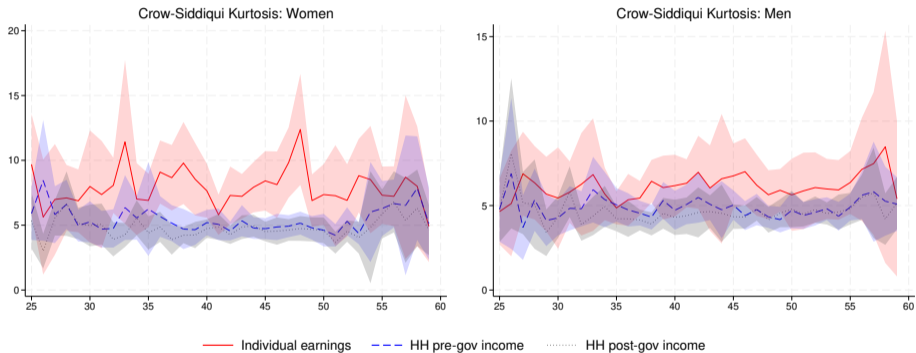 Crow-Siddiqui Kurtosis: Women
20
15
10
5
0
25 30 35 40 45 50 55 60
Crow-Siddiqui Kurtosis: Men
15
10
5
0
25 30 35 40 45 50 55 60
Individual earnings HH pre-gov income HH post-gov income